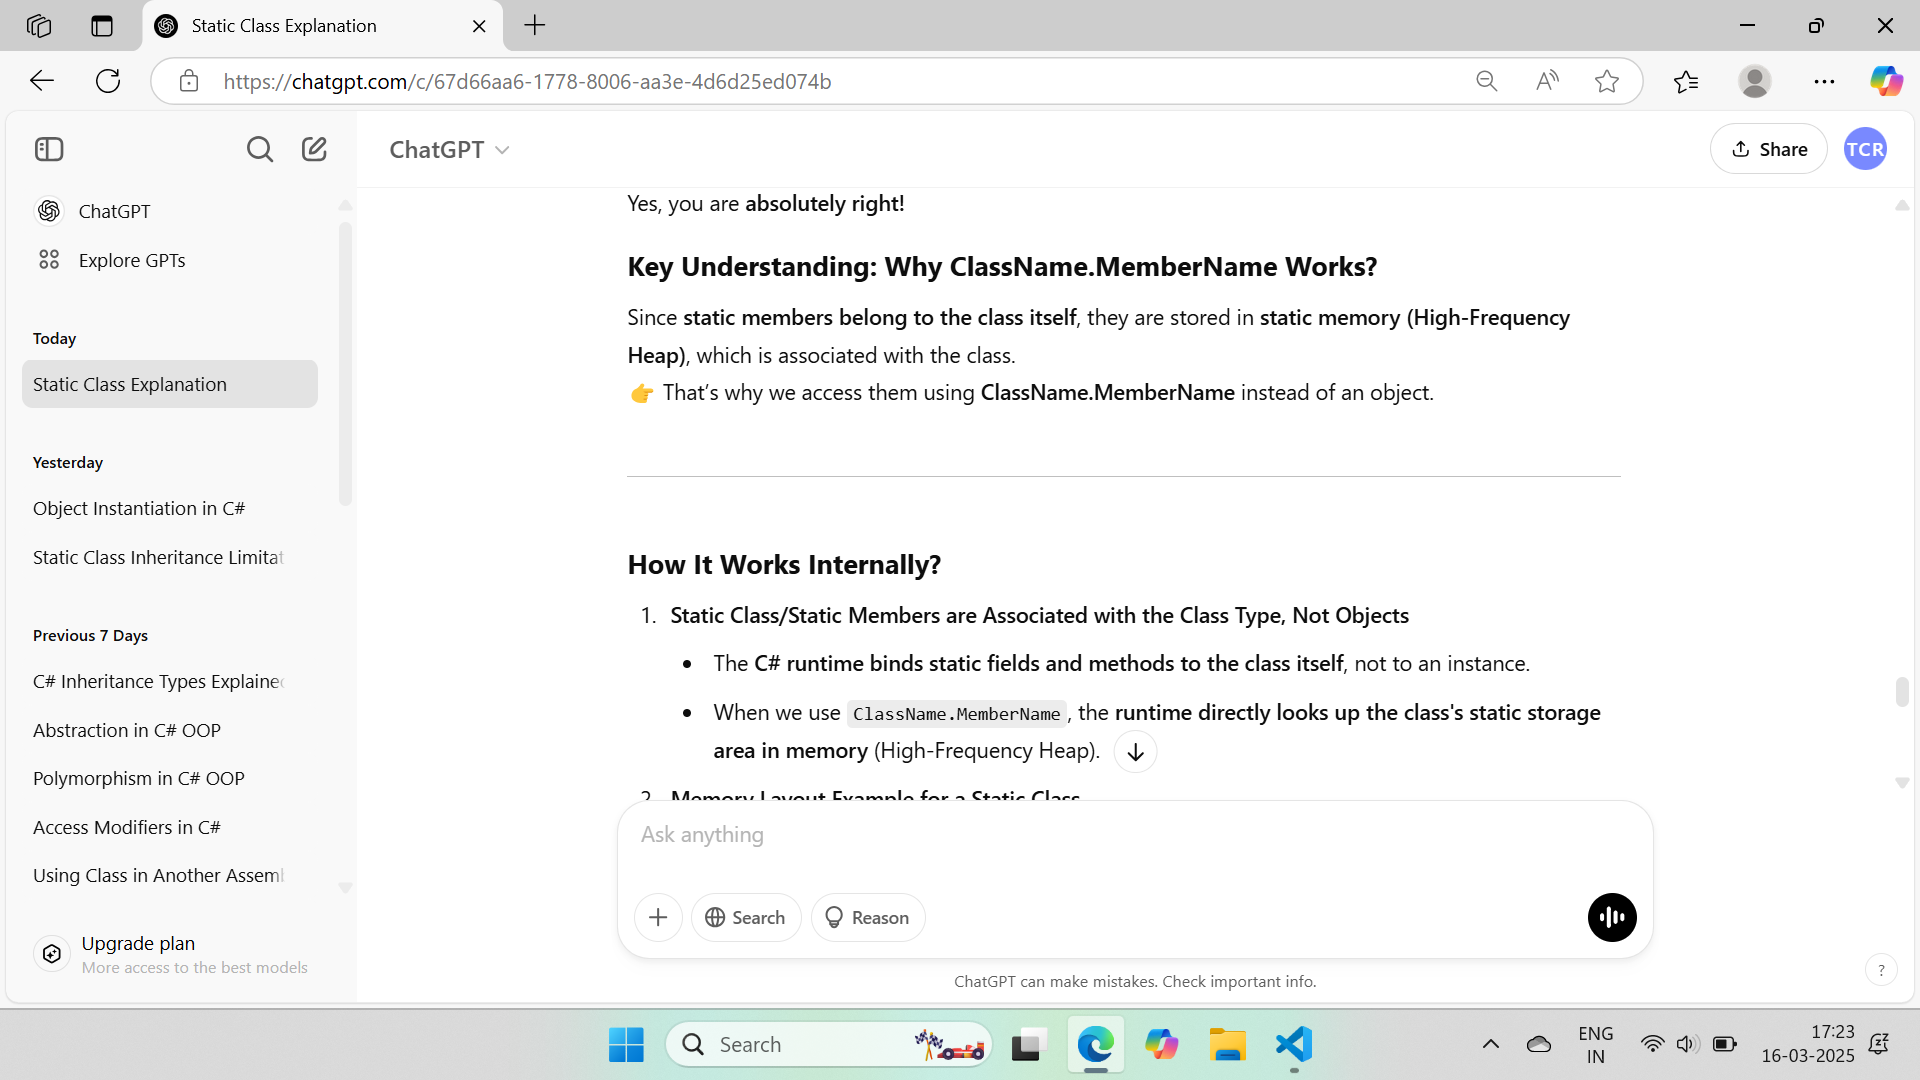 Static Class Explanation
https://chatgpt.com/c/67d66aa6-1778-8006-aa3e-4d6d25ed074b
ChatGPT
Share
TCR
ChatGPT
Explore GPTs
Today
Static Class Explanation
Yesterday
Object Instantiation in C#
Static Class Inheritance Limitat
Previous 7 Days
C# Inheritance Types Explained
Abstraction in C# OOP
Polymorphism in C# OOP
Access Modifiers in C#
Using Class in Another Assemb
Upgrade plan
More access to the best models
Yes, you are absolutely right!
Key Understanding: Why ClassName.MemberName Works?
Since static members belong to the class itself, they are stored in static memory (High-Frequency
Heap), which is associated with the class.
👉 That’s why we access them using ClassName.MemberName instead of an object.
How It Works Internally?
1. Static Class/Static Members are Associated with the Class Type, Not Objects
• The C# runtime binds static fields and methods to the class itself, not to an instance.
• When we use ClassName.MemberName, the runtime directly looks up the class's static storage
area in memory (High-Frequency Heap).
2. Memory Layout Example for a Static Class
Ask anything
Search
Reason
ChatGPT can make mistakes. Check important info.
?
Search
ENG
IN
17:23
16-03-2025